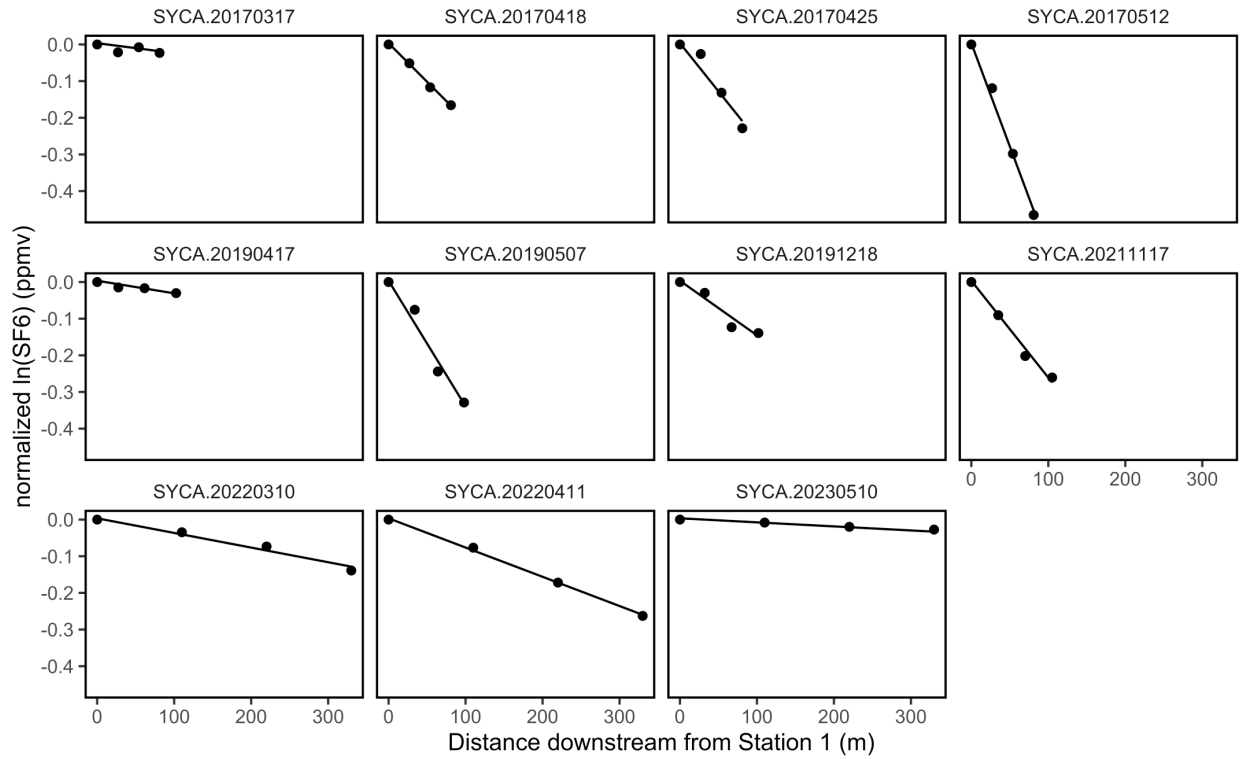 SYCA.20170317 SYCA.20170418 SYCA.20170425 SYCA.20170512
0.0
-0.1
-0.2
-0.3
-0.4
SYCA.20190417 SYCA.20190507 SYCA.20191218 SYCA.20211117
0.0
-0.1
-0.2
-0.3
-0.4
0 100 200 300
SYCA.20220310 SYCA.20220411 SYCA.20230510
0.0
-0.1
-0.2
-0.3
-0.4
0 100 200 300 0 100 200 300 0 100 200 300
normalized ln(SF6) (ppmv)
Distance downstream from Station 1 (m)